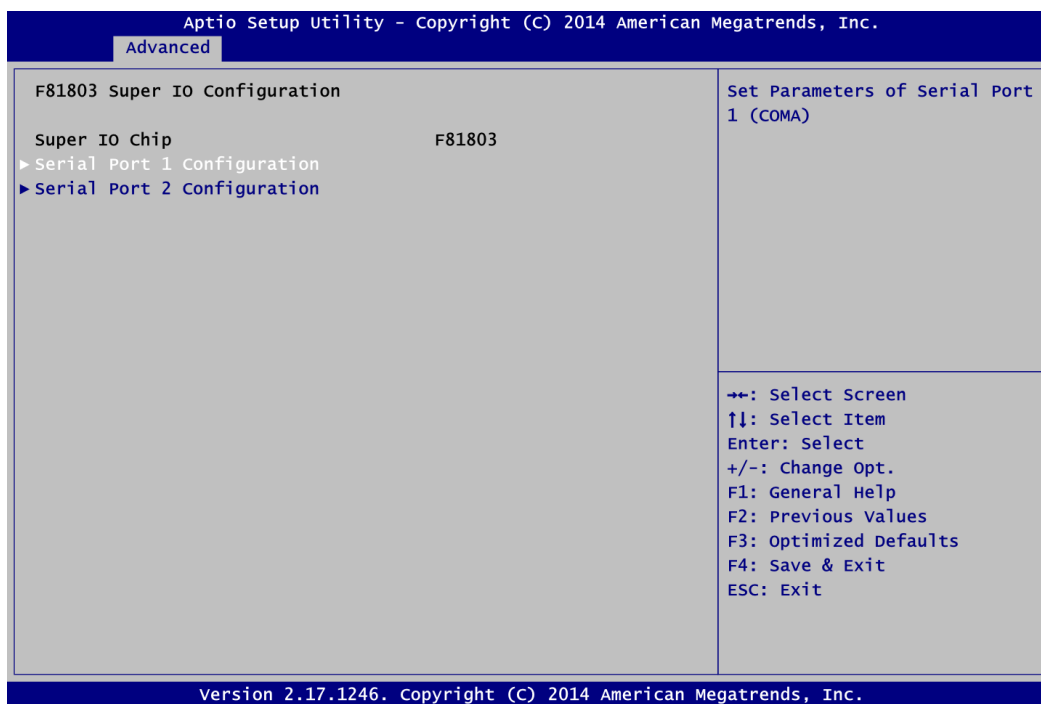 Aptio Setup Utility - Copyright (C) 2014 American Megatrends, Inc.
Advanced
F81803 Super IO Configuration
Super IO Chip F81803
▶Serial Port 1 Configuration
▶Serial Port 2 Configuration
Set Parameters of Serial Port
1 (COMA)
→←: Select Screen
↑↓: Select Item
Enter: Select
+/-: Change Opt.
F1: General Help
F2: Previous Values
F3: Optimized Defaults
F4: Save & Exit
ESC: Exit
Version 2.17.1246. Copyright (C) 2014 American Megatrends, Inc.